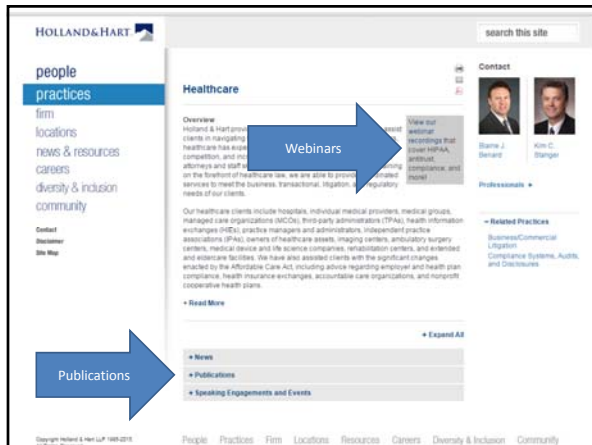 HOLLAND&HART
search this site
people
practices
firm
locations
news & resources
careers
diversity & inclusion
community
Contact
Disclaimer
Site Map
Healthcare
Overview
Holland & Hart provi assist
clients in navigating
healthcare has exper
competition, and inc
attorneys and staff w
on the forefront of healthcare law, we are able to provide
services to meet the business, transactional, litigation, and regulatory
needs of our clients.
View our
webinar
recordings that
cover HIPAA,
antitrust,
compliance, and
more!
Webinars
Our healthcare clients include hospitals, individual medical providers, medical groups,
managed care organizations (MCOs), third-party administrators (TPAs), health information
exchanges (HIEs), practice managers and administrators, independent practice
associations (IPAs), owners of healthcare assets, imaging centers, ambulatory surgery
centers, medical device and life science companies, rehabilitation centers, and extended
and eldercare facilities. We have also assisted clients with the significant changes
enacted by the Affordable Care Act, including advice regarding employer and health plan
compliance, health insurance exchanges, accountable care organizations, and nonprofit
cooperative health plans.
+ Read More
+ Expand All
+ News
+ Publications
+ Speaking Engagements and Events
Publications
Contact
Blaine J.
Benard
Kim C.
Stanger
Professionals
Related Practices
Business/Commercial
Litigation
Compliance Systems, Audits,
and Disclosures
Copyright Holland & Hart LLP 1995-2015
People Practices Firm Locations Resources Careers Diversity & Inclusion Community